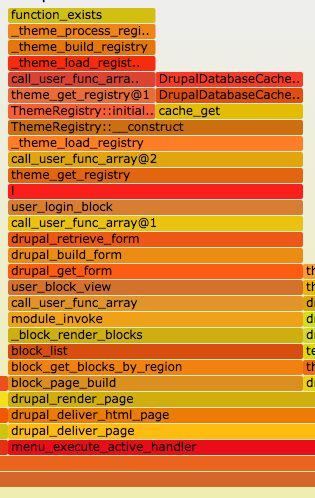 function_exists
_theme_process_regi..
_theme_build_registry
_theme_load_regist..
call_user_func_arra.. DrupalDatabaseCache..
theme_get_registry@1 DrupalDatabaseCache..
ThemeRegistry::initial.. cache_get
ThemeRegistry::__construct
_theme_load_registry
call_user_func_array@2
theme_get_registry
l
user_login_block
call_user_func_array@1
drupal_retrieve_form
drupal_build_form
drupal_get_form th
user_block_view th
call_user_func_array d
module_invoke d
_block_render_blocks d
block_list te
block_get_blocks_by_region th
block_page_build d
drupal_render_page
drupal_deliver_html_page
drupal_deliver_page
menu_execute_active_handler